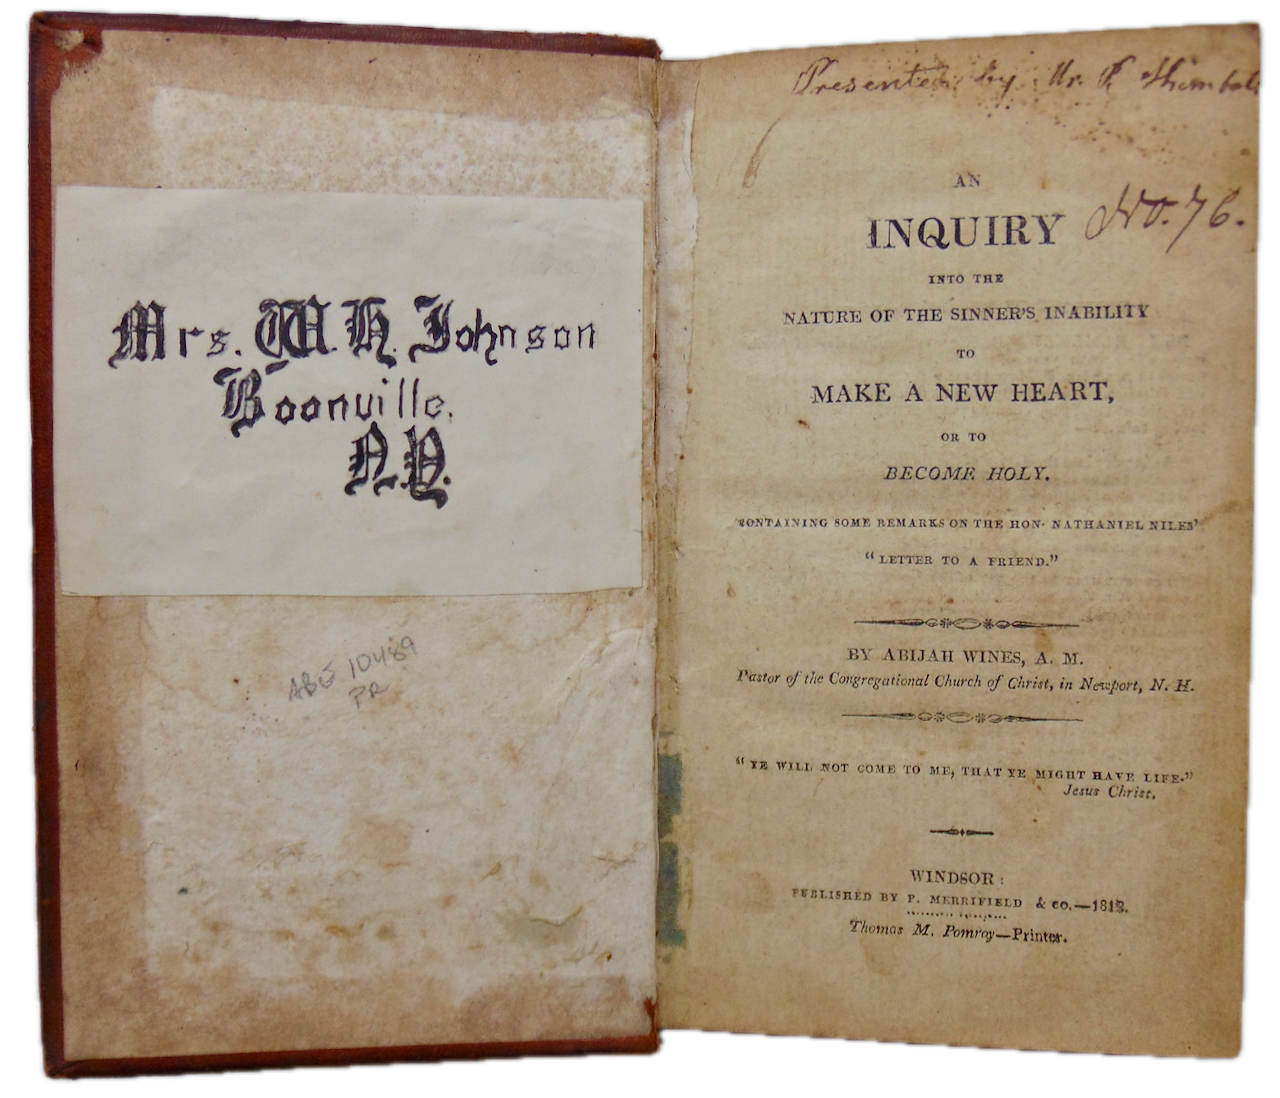 Mrs. W. H. Johnson
Boonville,
N.Y.
ABE 10489
PR
Presented by Mr. P.
No. 76.
AN
INQUIRY
INTO THE
NATURE OF THE SINNER'S INABILITY
TO
MAKE A NEW HEART,
OR TO
BECOME HOLY.
CONTAINING SOME REMARKS ON THE HON. NATHANIEL NILES'
“LETTER TO A FRIEND.”
BY ABIJAH WINES, A. M.
Pastor of the Congregational Church of Christ, in Newport, N. H.
“YE WILL NOT COME TO ME, THAT YE MIGHT HAVE LIFE.”
Jesus Christ.
WINDSOR:
PUBLISHED BY P. MERRIFIELD & CO.—
Thomas M. Pomroy—Printer.